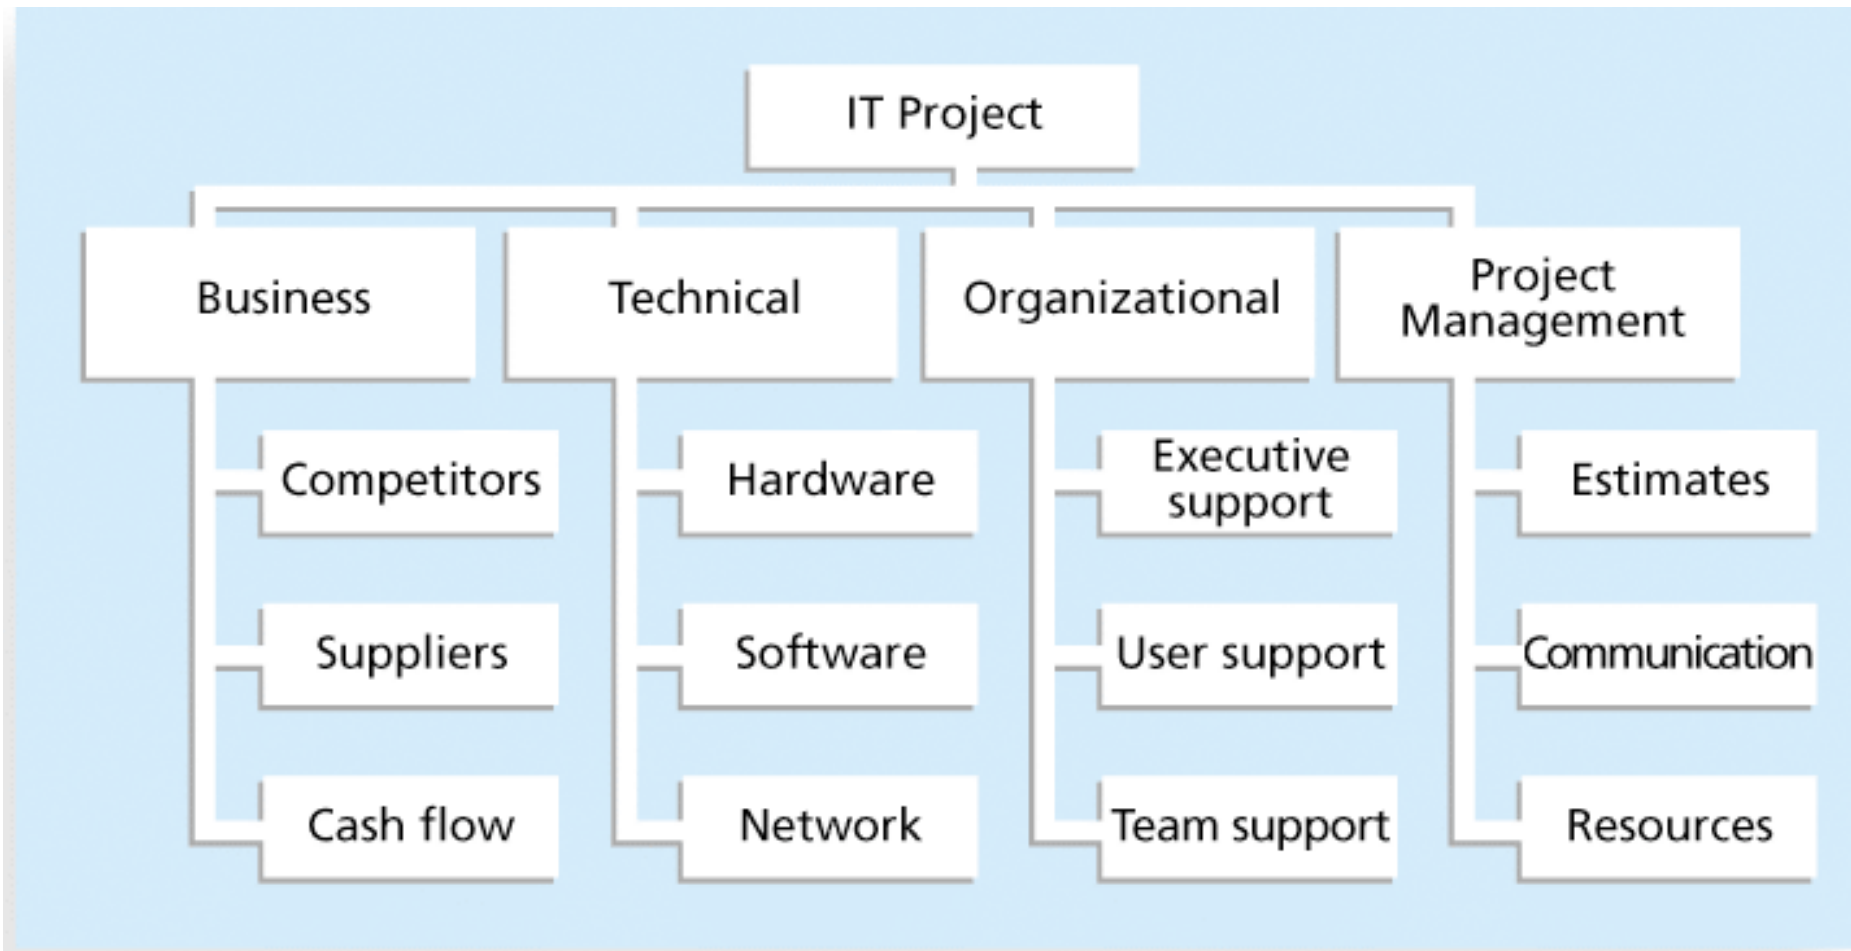 IT Project
Business
Technical
Organizational
Project
Management
Competitors
Hardware
Executive
support
Estimates
Suppliers
Software
User support
Communication
Cash flow
Network
Team support
Resources